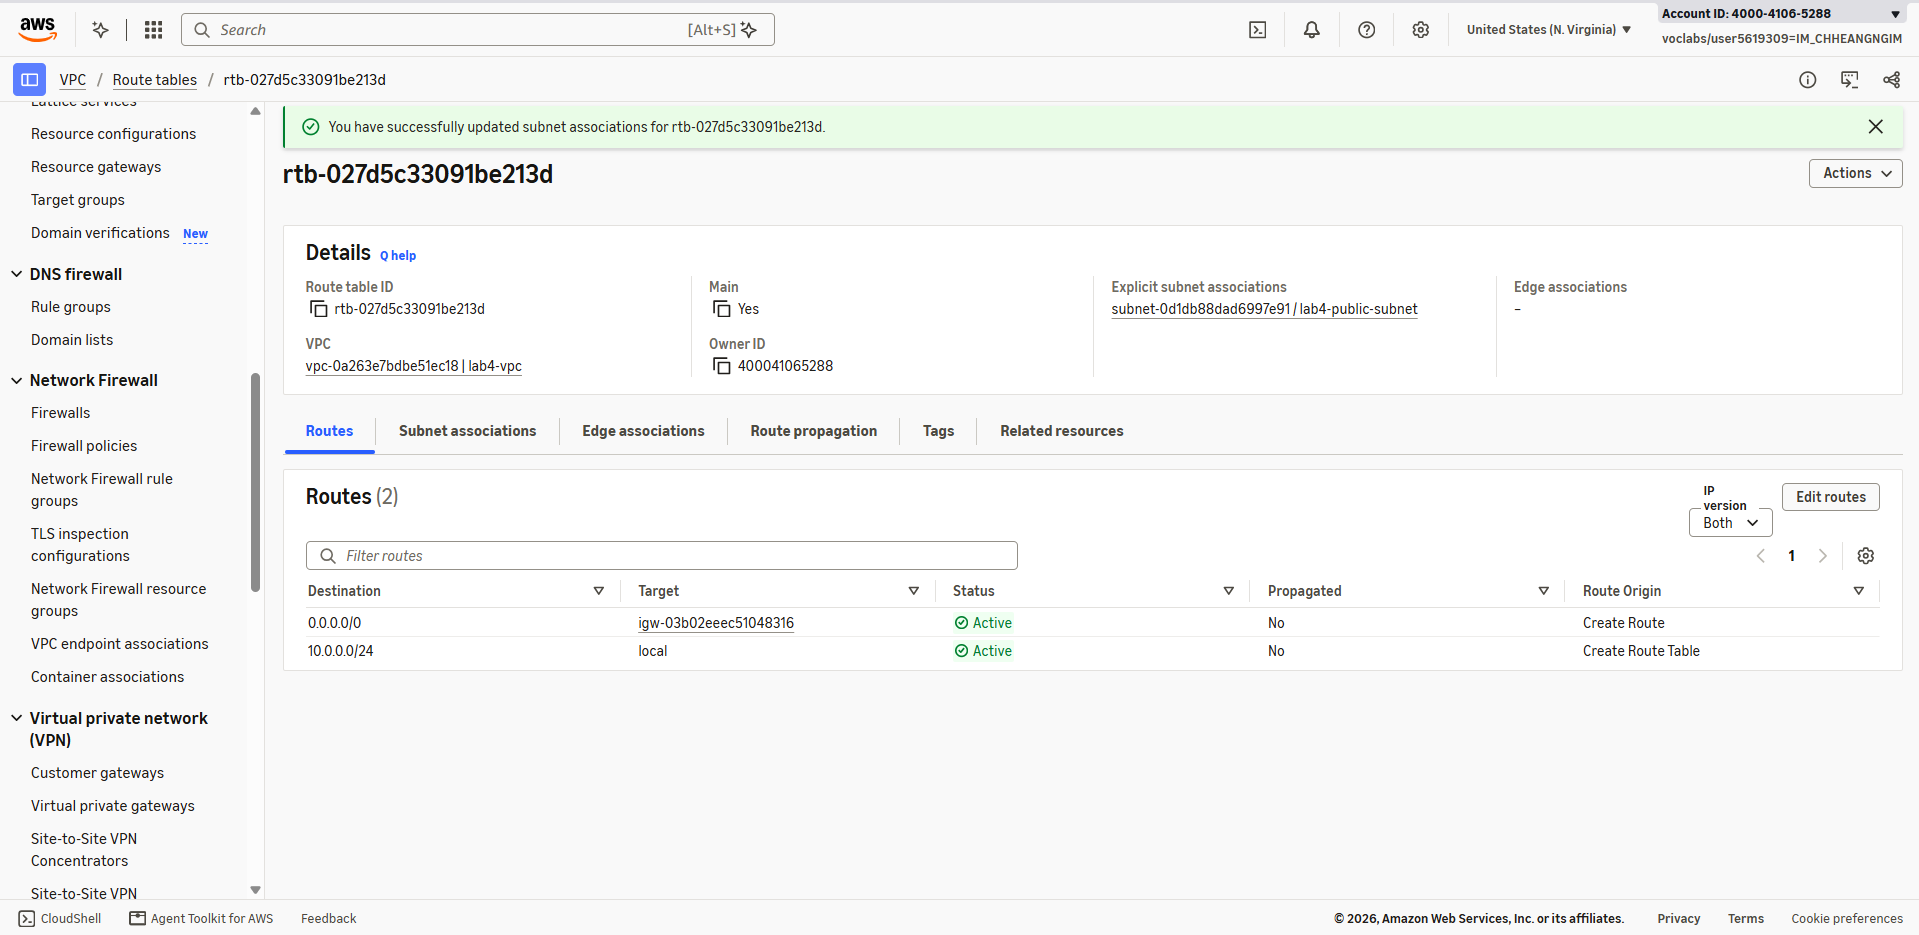 aws
Search
[Alt+S]
United States (N. Virginia)
Account ID: 4000-4106-5288
voclabs/user5619309=IM_CHHEANGNGIM
VPC / Route tables / rtb-027d5c33091be213d
Lattice services
Resource configurations
Resource gateways
Target groups
Domain verifications New
DNS firewall
Rule groups
Domain lists
Network Firewall
Firewalls
Firewall policies
Network Firewall rule
groups
TLS inspection
configurations
Network Firewall resource
groups
VPC endpoint associations
Container associations
Virtual private network
(VPN)
Customer gateways
Virtual private gateways
Site-to-Site VPN
Concentrators
Site-to-Site VPN
You have successfully updated subnet associations for rtb-027d5c33091be213d.
rtb-027d5c33091be213d
Actions
Details Q help
Route table ID
rtb-027d5c33091be213d
Main
Yes
Explicit subnet associations
subnet-0d1db88dad6997e91 / lab4-public-subnet
Edge associations
–
VPC
vpc-0a263e7bdbe51ec18 | lab4-vpc
Owner ID
400041065288
Routes
Subnet associations
Edge associations
Route propagation
Tags
Related resources
Routes (2)
IP
version
Both
Edit routes
Filter routes
1
Destination Target Status Propagated Route Origin
0.0.0.0/0 igw-03b02eeec51048316 Active No Create Route
10.0.0.0/24 local Active No Create Route Table
CloudShell
Agent Toolkit for AWS
Feedback
© 2026, Amazon Web Services, Inc. or its affiliates.
Privacy
Terms
Cookie preferences